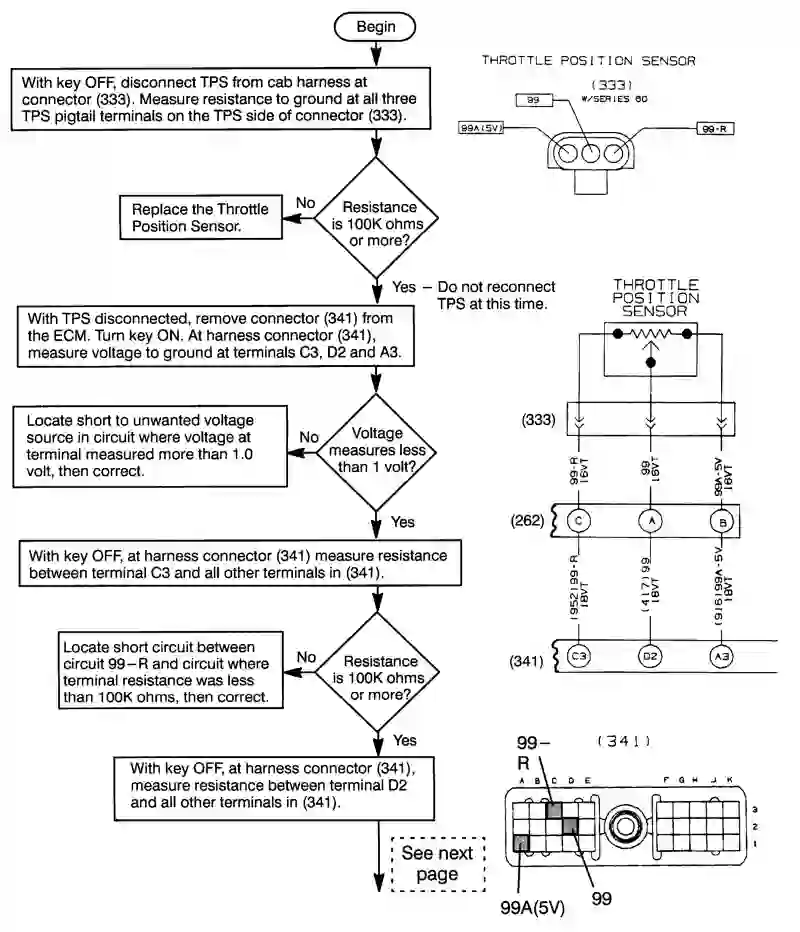 Begin
With key OFF, disconnect TPS from cab harness at
connector (333). Measure resistance to ground at all three
TPS pigtail terminals on the TPS side of connector (333).
Resistance
is 100K ohms
or more?
No
Replace the Throttle
Position Sensor.
Yes – Do not reconnect
TPS at this time.
With TPS disconnected, remove connector (341) from
the ECM. Turn key ON. At harness connector (341),
measure voltage to ground at terminals C3, D2 and A3.
Voltage
measures less
than 1 volt?
No
Locate short to unwanted voltage
source in circuit where voltage at
terminal measured more than 1.0
volt, then correct.
Yes
With key OFF, at harness connector (341) measure resistance
between terminal C3 and all other terminals in (341).
Resistance
is 100K ohms
or more?
No
Locate short circuit between
circuit 99–R and circuit where
terminal resistance was less
than 100K ohms, then correct.
Yes
With key OFF, at harness connector (341),
measure resistance between terminal D2
and all other terminals in (341).
See next
page
THROTTLE POSITION SENSOR
(333)
W/SERIES 60
99
99A(5V)
99-R
THROTTLE
POSITION
SENSOR
(333)
99-R
16VT
99
16VT
99A-5V
16VT
(262)
C
A
B
(952)99-R
18VT
(417)99
18VT
(916)99A-5V
18VT
(341)
C3
D2
A3
99–
R
(341)
A B C D E
F G H J K
3
2
1
99A(5V)
99